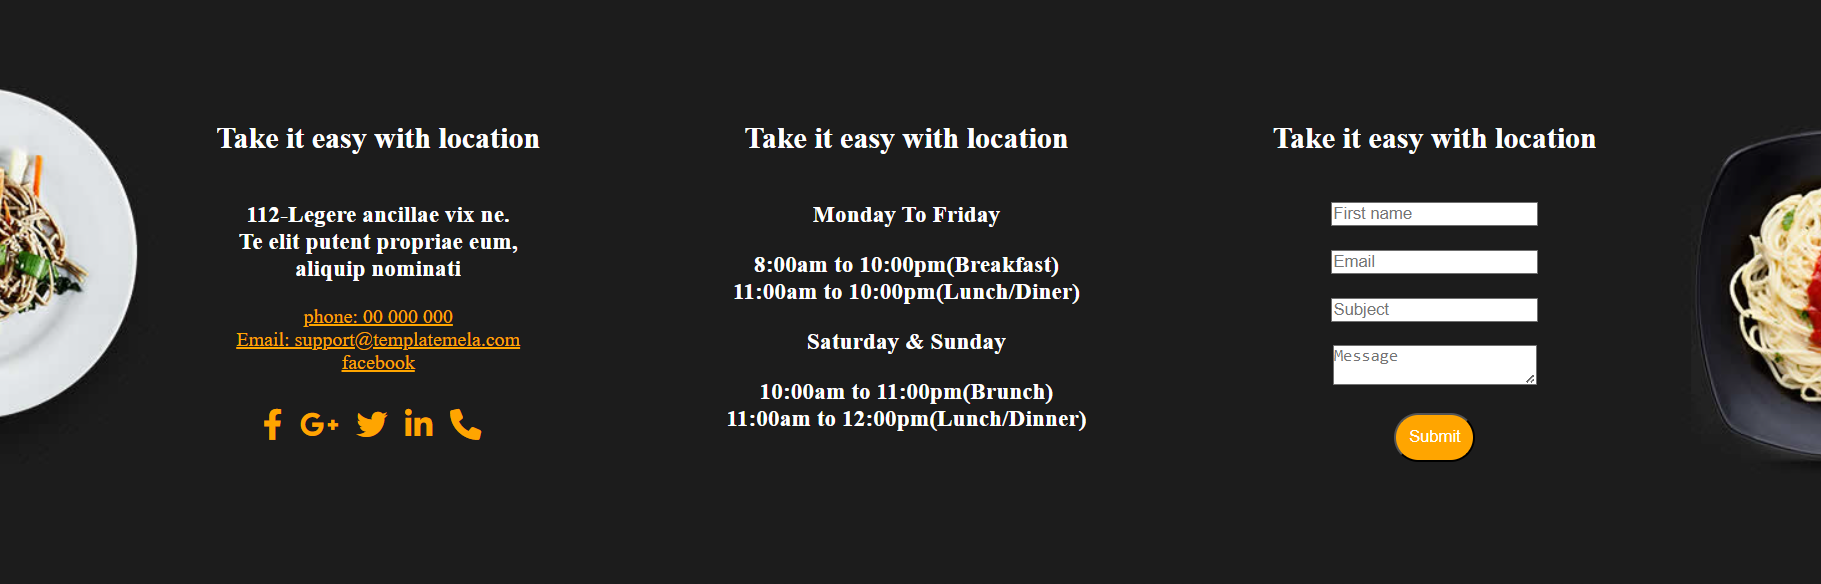 Take it easy with location
112-Legere ancillae vix ne.
Te elit putent propriae eum,
aliquip nominati
phone: 00 000 000
Email: support@templatemela.com
facebook
Take it easy with location
Monday To Friday
8:00am to 10:00pm(Breakfast)
11:00am to 10:00pm(Lunch/Diner)
Saturday & Sunday
10:00am to 11:00pm(Brunch)
11:00am to 12:00pm(Lunch/Dinner)
Take it easy with location
First name
Email
Subject
Message
Submit